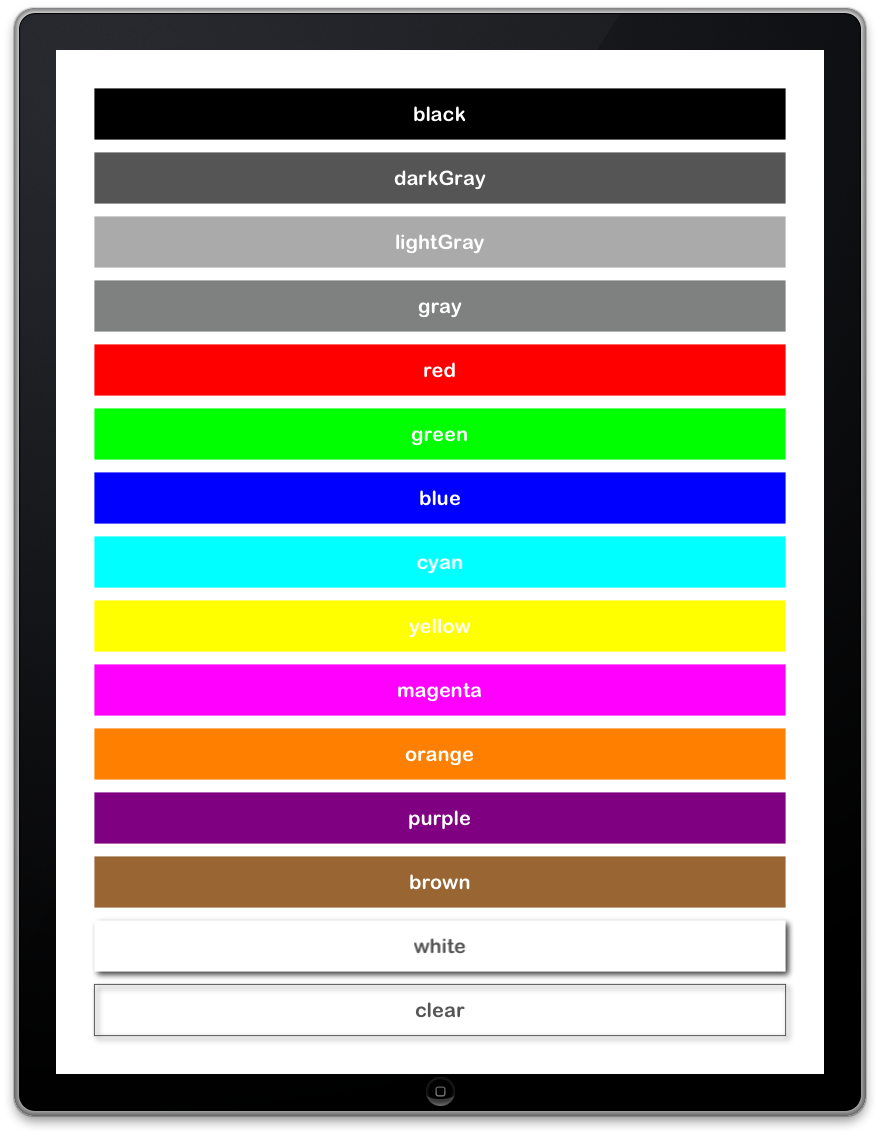 black
darkGray
lightGray
gray
red
green
blue
cyan
yellow
magenta
orange
purple
brown
white
clear